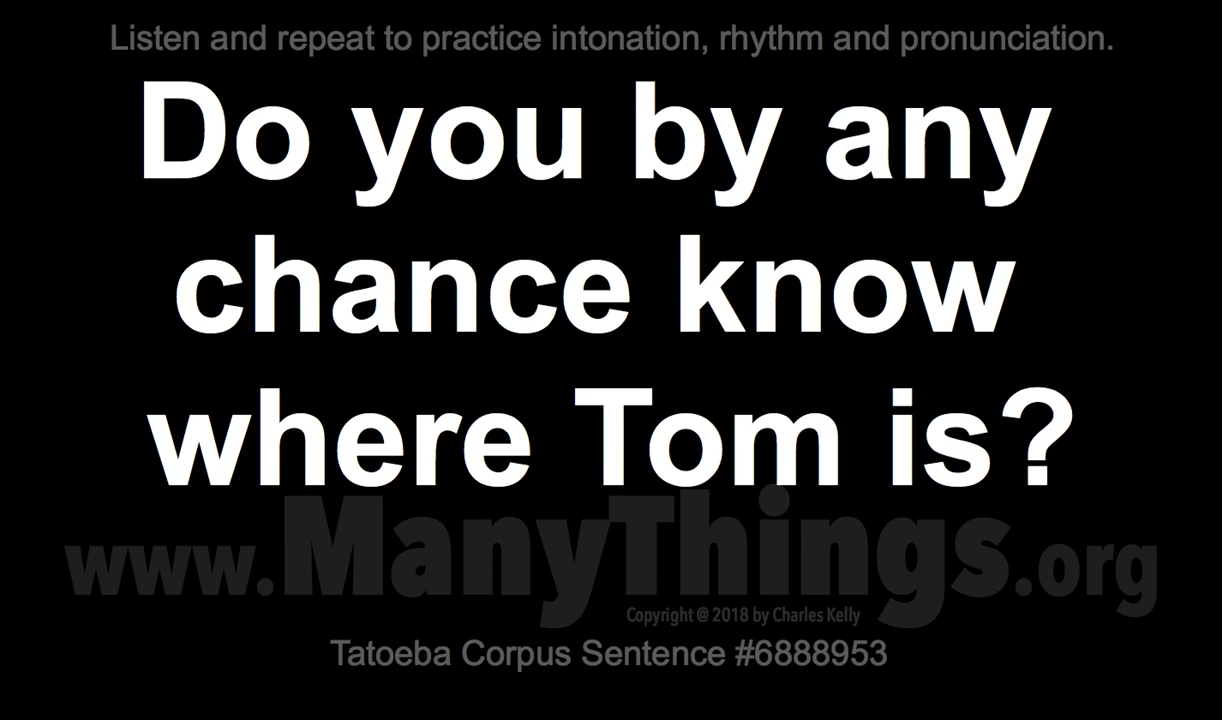 Listen and repeat to practice intonation, rhythm and pronunciation.
Do you by any
chance know
where Tom is?
www.ManyThings.org
Copyright @ 2018 by Charles Kelly
Tatoeba Corpus Sentence #6888953